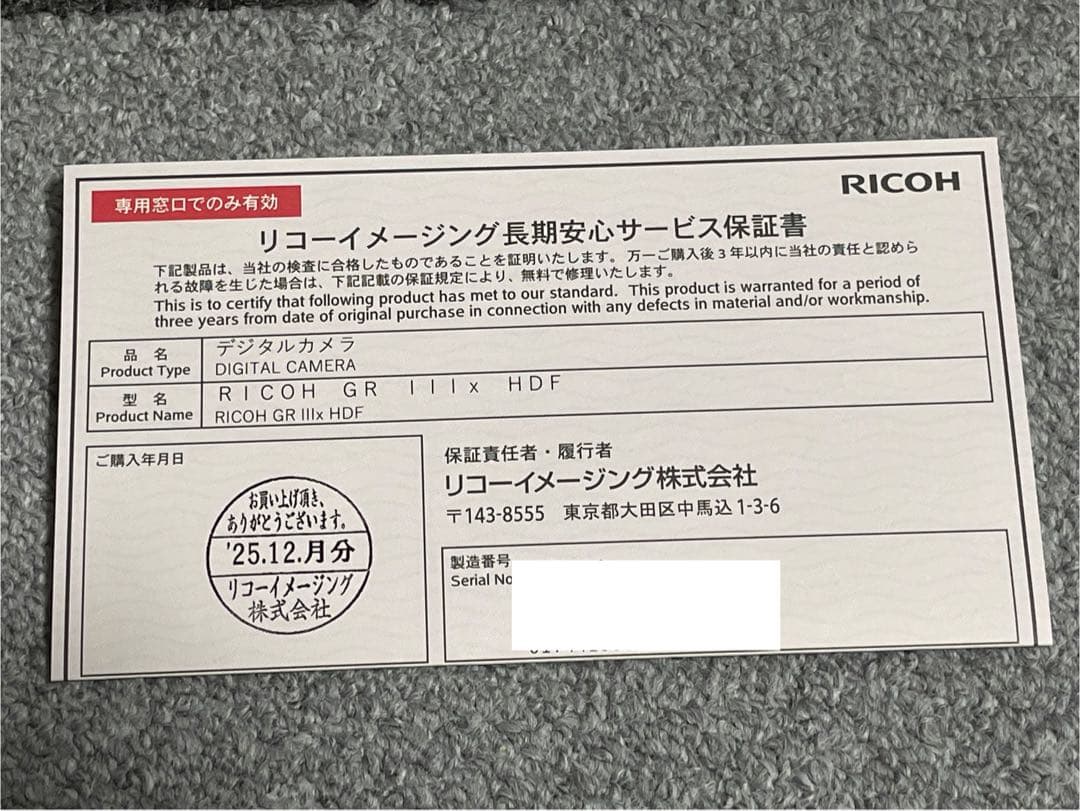 専用窓口でのみ有効
RICOH
リコーイメージング長期安心サービス保証書
下記製品は、当社の検査に合格したものであることを証明いたします。万一ご購入後3年以内に当社の責任と認めら
れる故障を生じた場合は、下記記載の保証規定により、無料で修理いたします。
This is to certify that following product has met to our standard. This product is warranted for a period of
three years from date of original purchase in connection with any defects in material and/or workmanship.
品 名 デジタルカメラ
Product Type DIGITAL CAMERA
型 名 RICOH GR IIIx HDF
Product Name RICOH GR IIIx HDF
ご購入年月日
お買い上げ頂き、
ありがとうございます。
'25.12.月分
リコーイメージング
株式会社
保証責任者・履行者
リコーイメージング株式会社
〒143-8555 東京都大田区中馬込1-3-6
製造番号
Serial No